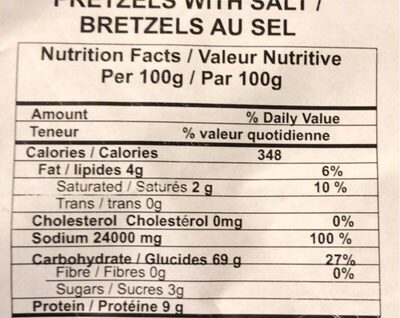 PRETZELS WITH SALT /
BRETZELS AU SEL
Nutrition Facts / Valeur Nutritive
Per 100g / Par 100g
Amount % Daily Value
Teneur % valeur quotidienne
Calories / Calories 348
Fat / lipides 4g 6%
Saturated / Saturés 2 g 10 %
Trans / trans 0g
Cholesterol Cholestérol 0mg 0%
Sodium 24000 mg 100 %
Carbohydrate / Glucides 69 g 27%
Fibre / Fibres 0g 0%
Sugars / Sucres 3g
Protein / Protéine 9 g